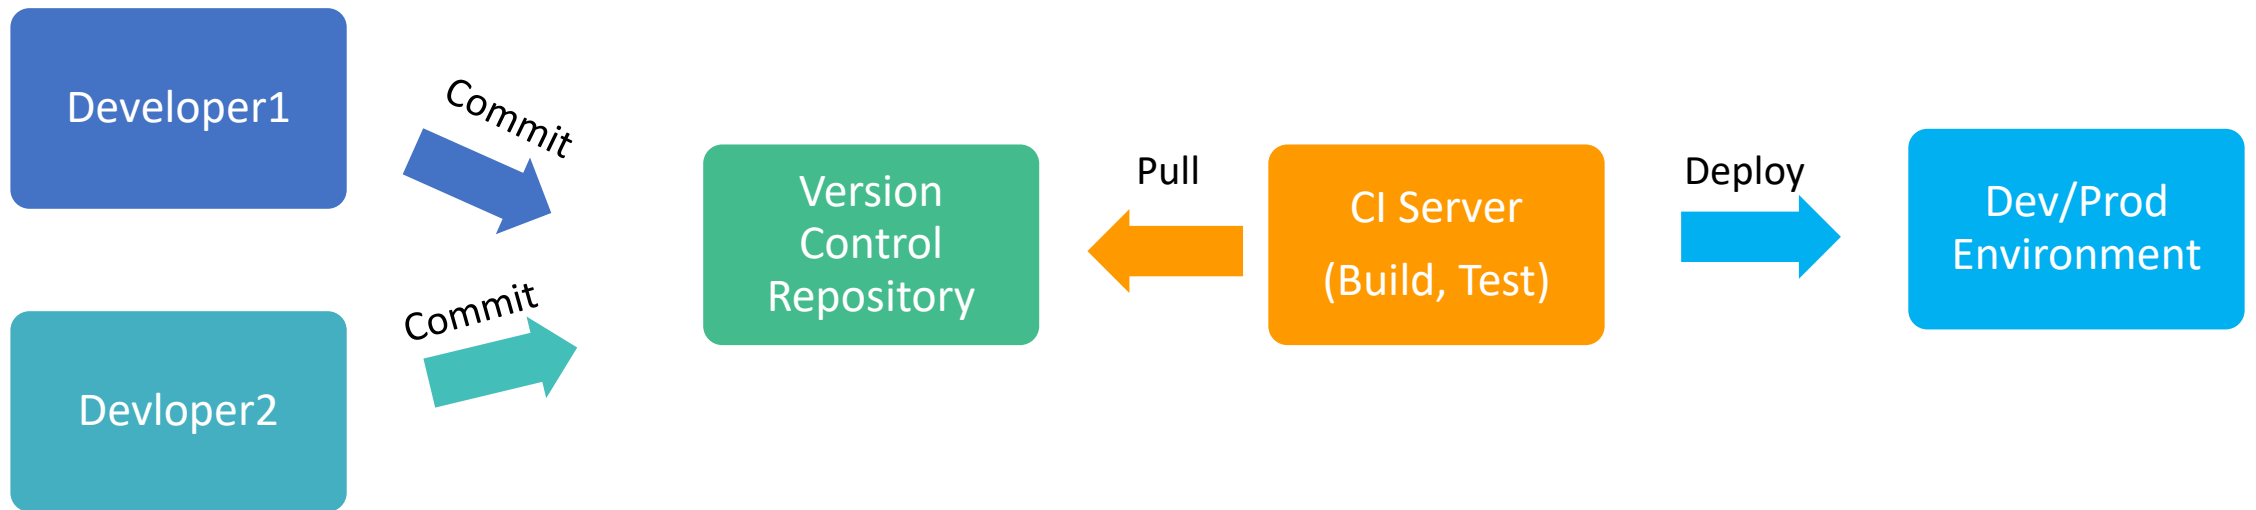 Developer1
Commit
Devloper2
Commit
Version
Control
Repository
Pull
CI Server
(Build, Test)
Deploy
Dev/Prod
Environment